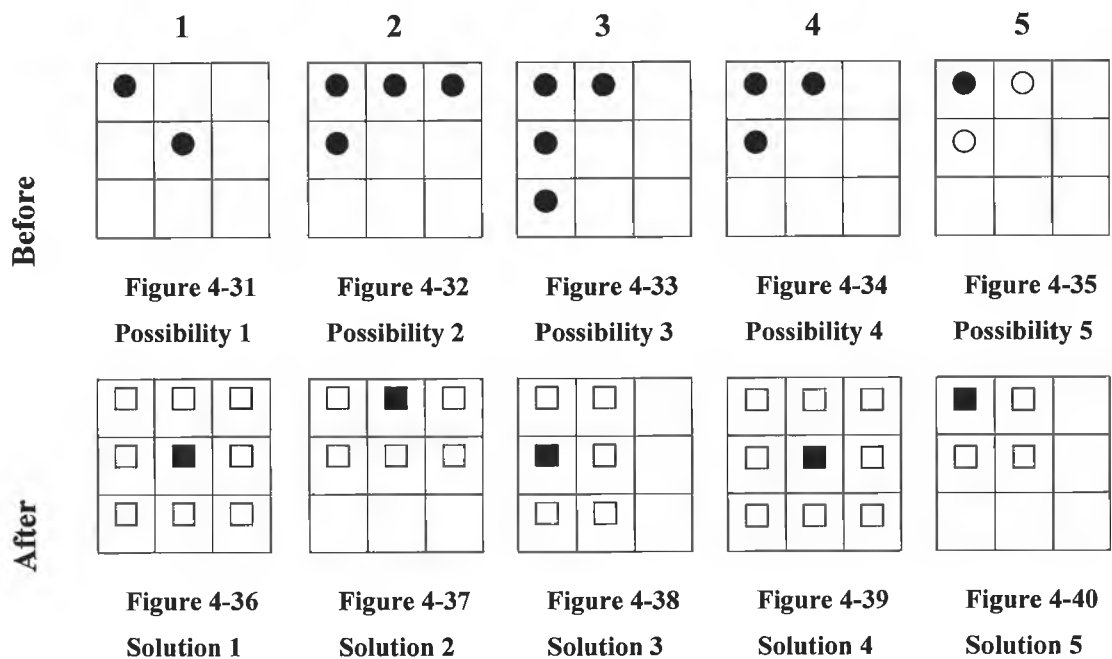 1 2 3 4 5
Before
Figure 4-31 Figure 4-32 Figure 4-33 Figure 4-34 Figure 4-35
Possibility 1 Possibility 2 Possibility 3 Possibility 4 Possibility 5
After
Figure 4-36 Figure 4-37 Figure 4-38 Figure 4-39 Figure 4-40
Solution 1 Solution 2 Solution 3 Solution 4 Solution 5